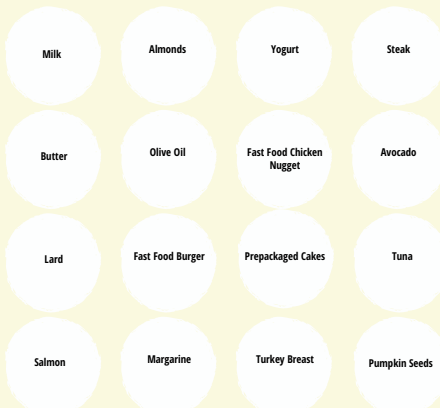 Milk
Almonds
Yogurt
Steak
Butter
Olive Oil
Fast Food Chicken
Nugget
Avocado
Lard
Fast Food Burger
Prepackaged Cakes
Tuna
Salmon
Margarine
Turkey Breast
Pumpkin Seeds